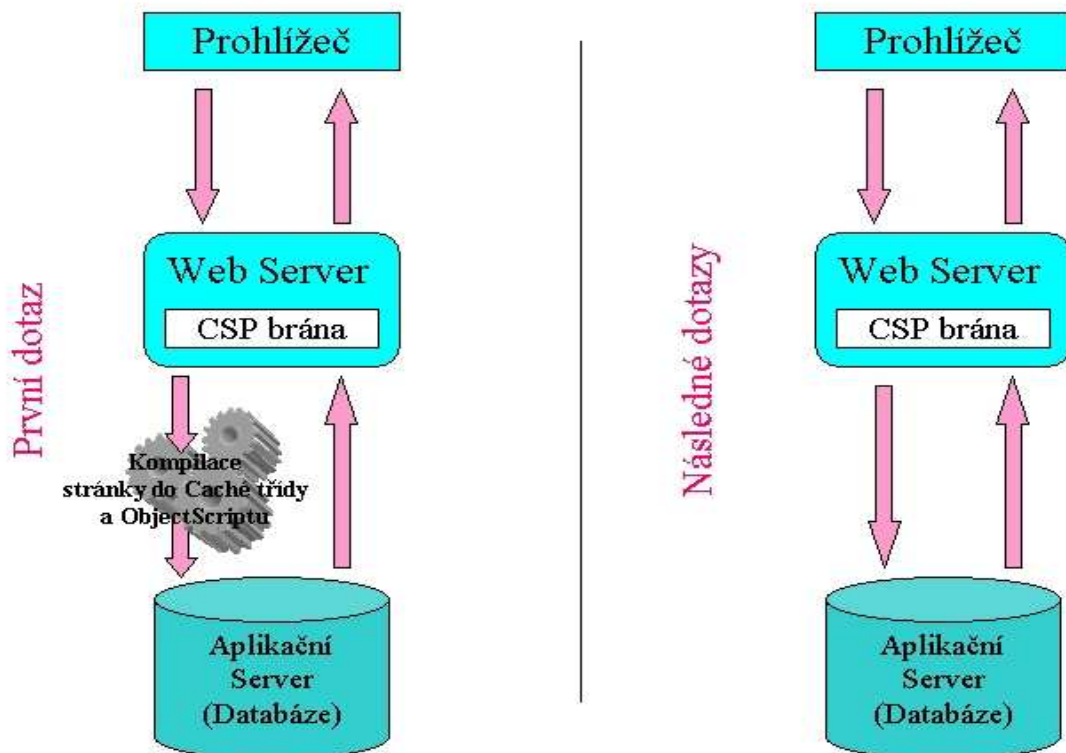 Prohlížeč
Web Server
CSP brána
První dotaz
Kompilace
stránky do Caché třídy
a ObjectScriptu
Aplikační
Server
(Databáze)
Prohlížeč
Web Server
CSP brána
Následné dotazy
Aplikační
Server
(Databáze)